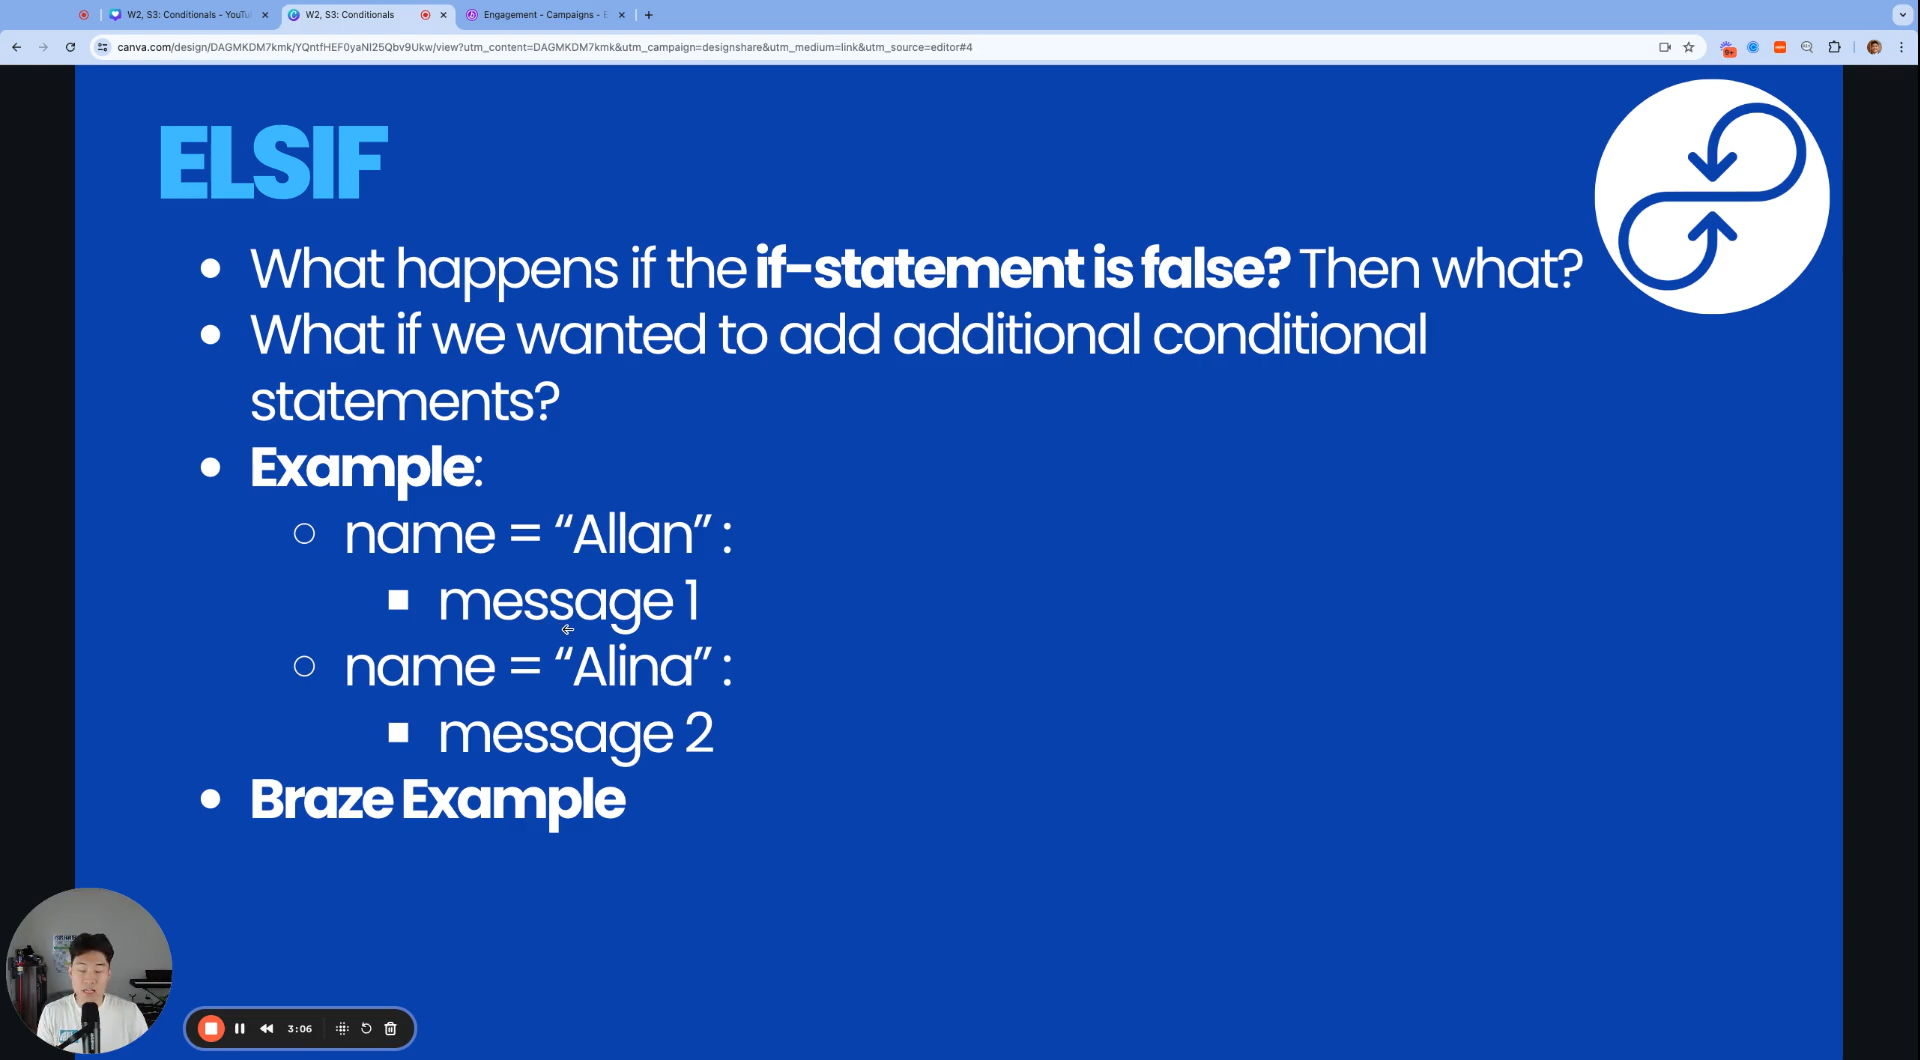 W2, S3: Conditionals - YouTu
W2, S3: Conditionals
Engagement - Campaigns - E
canva.com/design/DAGMKDM7kmk/YQntfHEF0yaNI25Qbv9Ukw/view?utm_content=DAGMKDM7kmk&utm_campaign=designshare&utm_medium=link&utm_source=editor#4
9+
ELSIF
What happens if the if-statement is false? Then what?
What if we wanted to add additional conditional
statements?
Example:
name = “Allan” :
message 1
name = “Alina” :
message 2
Braze Example
3:06